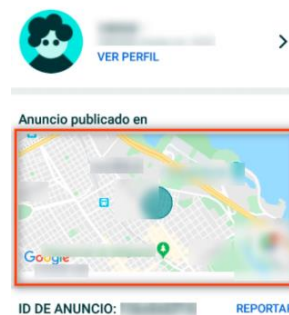 VER PERFIL
Anuncio publicado en
Google
ID DE ANUNCIO:
REPORTAR